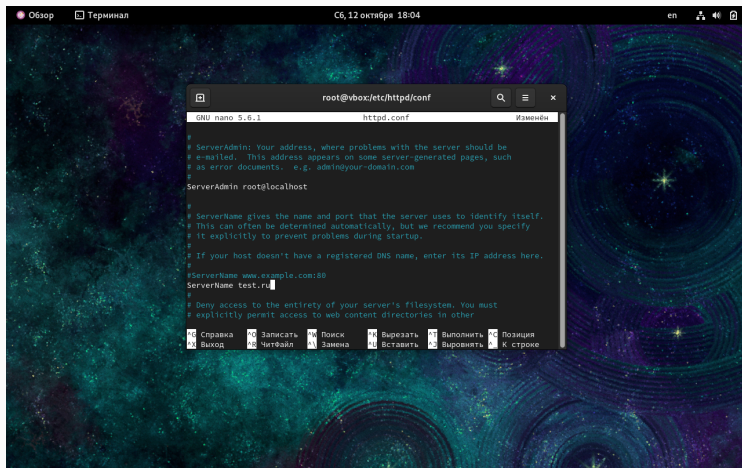 Обзор Терминал Сб, 12 октября 18:04 en
root@vbox:/etc/httpd/conf
GNU nano 5.6.1 httpd.conf Изменён
#
# ServerAdmin: Your address, where problems with the server should be
# e-mailed.  This address appears on some server-generated pages, such
# as error documents.  e.g. admin@your-domain.com
#
ServerAdmin root@localhost
#
# ServerName gives the name and port that the server uses to identify itself.
# This can often be determined automatically, but we recommend you specify
# it explicitly to prevent problems during startup.
#
# If your host doesn't have a registered DNS name, enter its IP address here.
#
#ServerName www.example.com:80
ServerName test.ru
#
# Deny access to the entirety of your server's filesystem. You must
# explicitly permit access to web content directories in other
^G Справка ^O Записать ^W Поиск ^K Вырезать ^T Выполнить ^C Позиция
^X Выход ^R ЧитФайл ^\ Замена ^U Вставить ^J Выровнять ^_ К строке